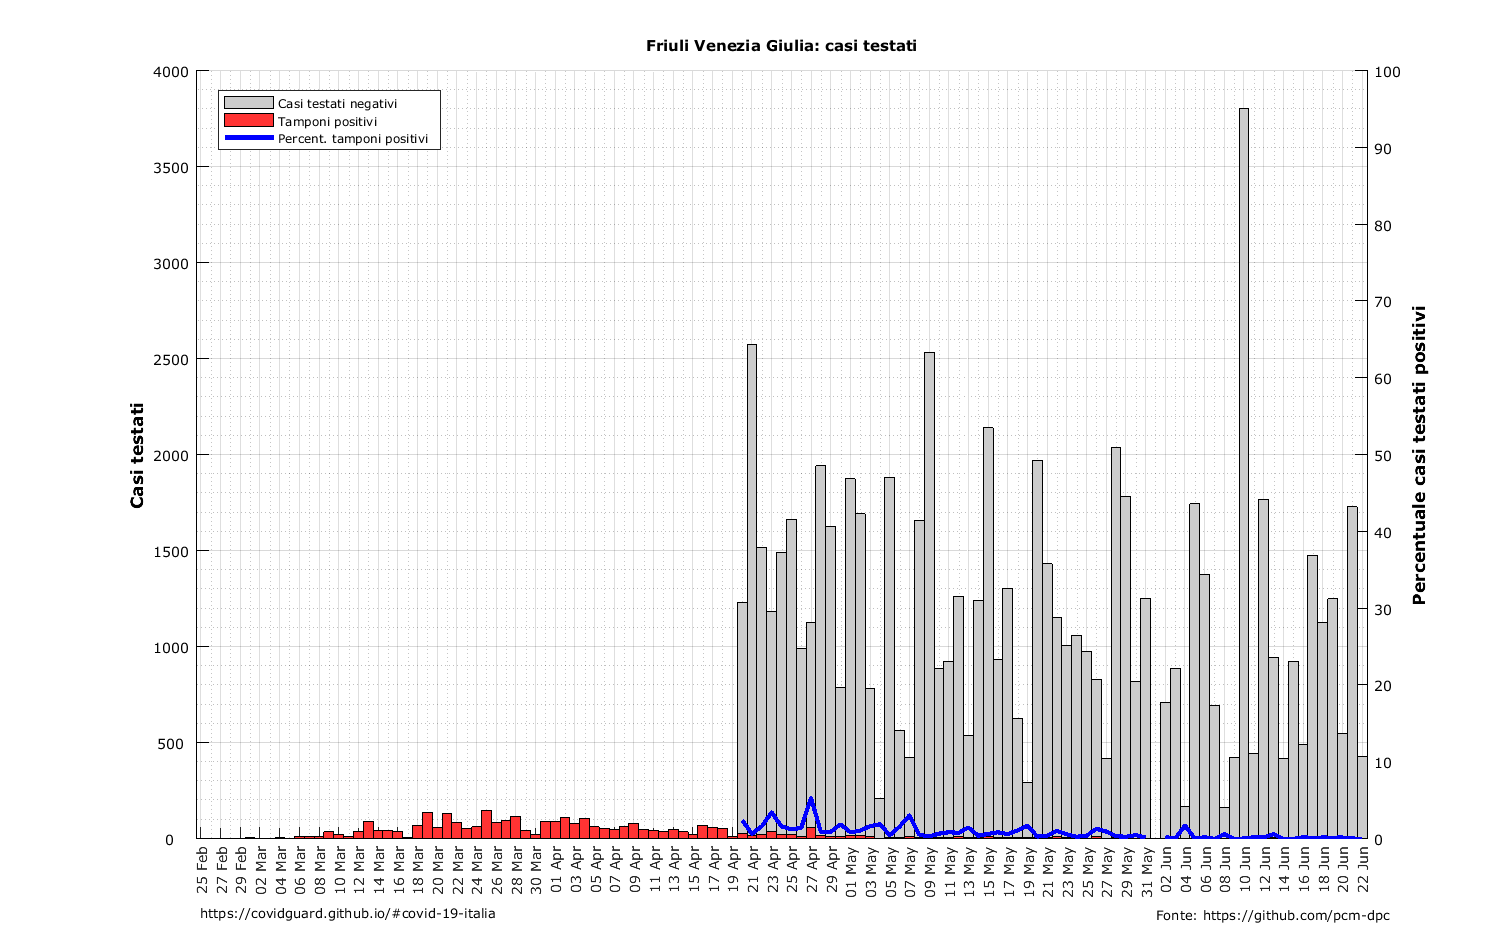 Friuli Venezia Giulia: casi testati
Casi testati negativi
Tamponi positivi
Percent. tamponi positivi
Casi testati
4000
3500
3000
2500
2000
1500
1000
500
0
Percentuale casi testati positivi
100
90
80
70
60
50
40
30
20
10
0
25 Feb
27 Feb
29 Feb
02 Mar
04 Mar
06 Mar
08 Mar
10 Mar
12 Mar
14 Mar
16 Mar
18 Mar
20 Mar
22 Mar
24 Mar
26 Mar
28 Mar
30 Mar
01 Apr
03 Apr
05 Apr
07 Apr
09 Apr
11 Apr
13 Apr
15 Apr
17 Apr
19 Apr
21 Apr
23 Apr
25 Apr
27 Apr
29 Apr
01 May
03 May
05 May
07 May
09 May
11 May
13 May
15 May
17 May
19 May
21 May
23 May
25 May
27 May
29 May
31 May
02 Jun
04 Jun
06 Jun
08 Jun
10 Jun
12 Jun
14 Jun
16 Jun
18 Jun
20 Jun
22 Jun
https://covidguard.github.io/#covid-19-italia
Fonte: https://github.com/pcm-dpc